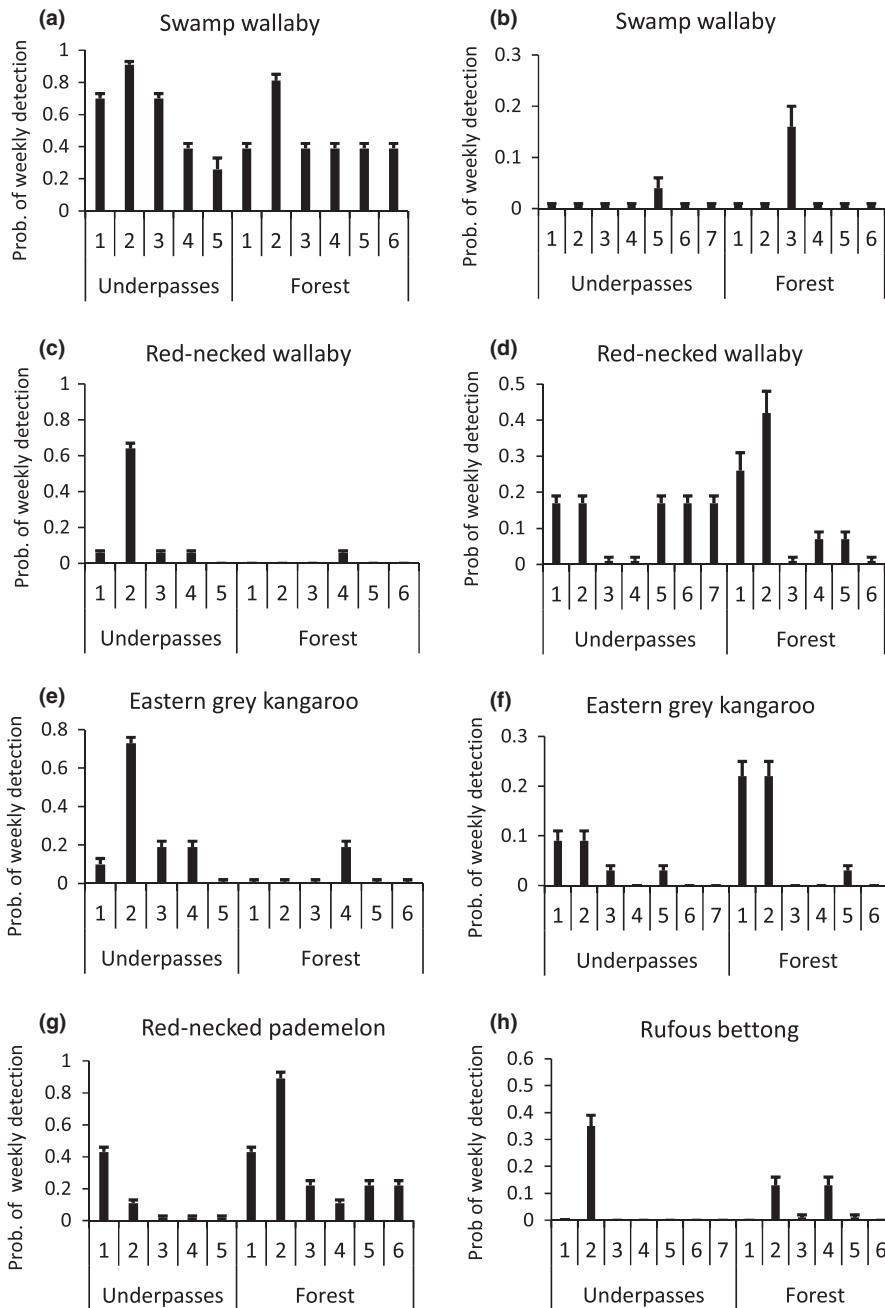 (a) Swamp wallaby
Prob. of weekly detection
1
0.8
0.6
0.4
0.2
0
1 2 3 4 5 1 2 3 4 5 6
Underpasses Forest
(b) Swamp wallaby
Prob. of weekly detection
0.3
0.2
0.1
0
1 2 3 4 5 6 7 1 2 3 4 5 6
Underpasses Forest
(c) Red-necked wallaby
Prob. of weekly detection
1
0.8
0.6
0.4
0.2
0
1 2 3 4 5 1 2 3 4 5 6
Underpasses Forest
(d) Red-necked wallaby
Prob of weekly detection
0.5
0.4
0.3
0.2
0.1
0
1 2 3 4 5 6 7 1 2 3 4 5 6
Underpasses Forest
(e) Eastern grey kangaroo
Prob. of weekly detection
0.8
0.6
0.4
0.2
0
1 2 3 4 5 1 2 3 4 5 6
Underpasses Forest
(f) Eastern grey kangaroo
Prob. of weekly detection
0.3
0.2
0.1
0
1 2 3 4 5 6 7 1 2 3 4 5 6
Underpasses Forest
(g) Red-necked pademelon
Prob. of weekly detection
1
0.8
0.6
0.4
0.2
0
1 2 3 4 5 1 2 3 4 5 6
Underpasses Forest
(h) Rufous bettong
Prob of weekly detection
0.6
0.5
0.4
0.3
0.2
0.1
0
1 2 3 4 5 6 7 1 2 3 4 5 6
Underpasses Forest